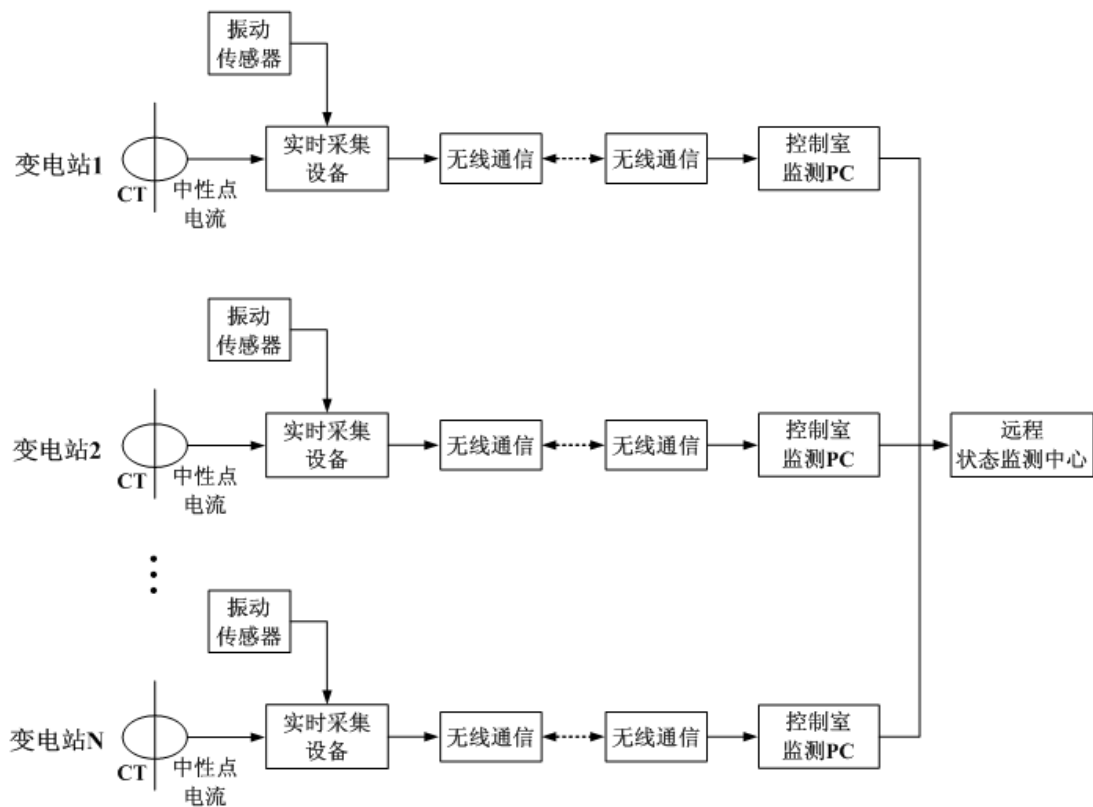 振动
传感器
变电站1
CT
中性点
电流
实时采集
设备
无线通信
无线通信
控制室
监测PC
振动
传感器
变电站2
CT
中性点
电流
实时采集
设备
无线通信
无线通信
控制室
监测PC
远程
状态监测中心
振动
传感器
变电站N
CT
中性点
电流
实时采集
设备
无线通信
无线通信
控制室
监测PC